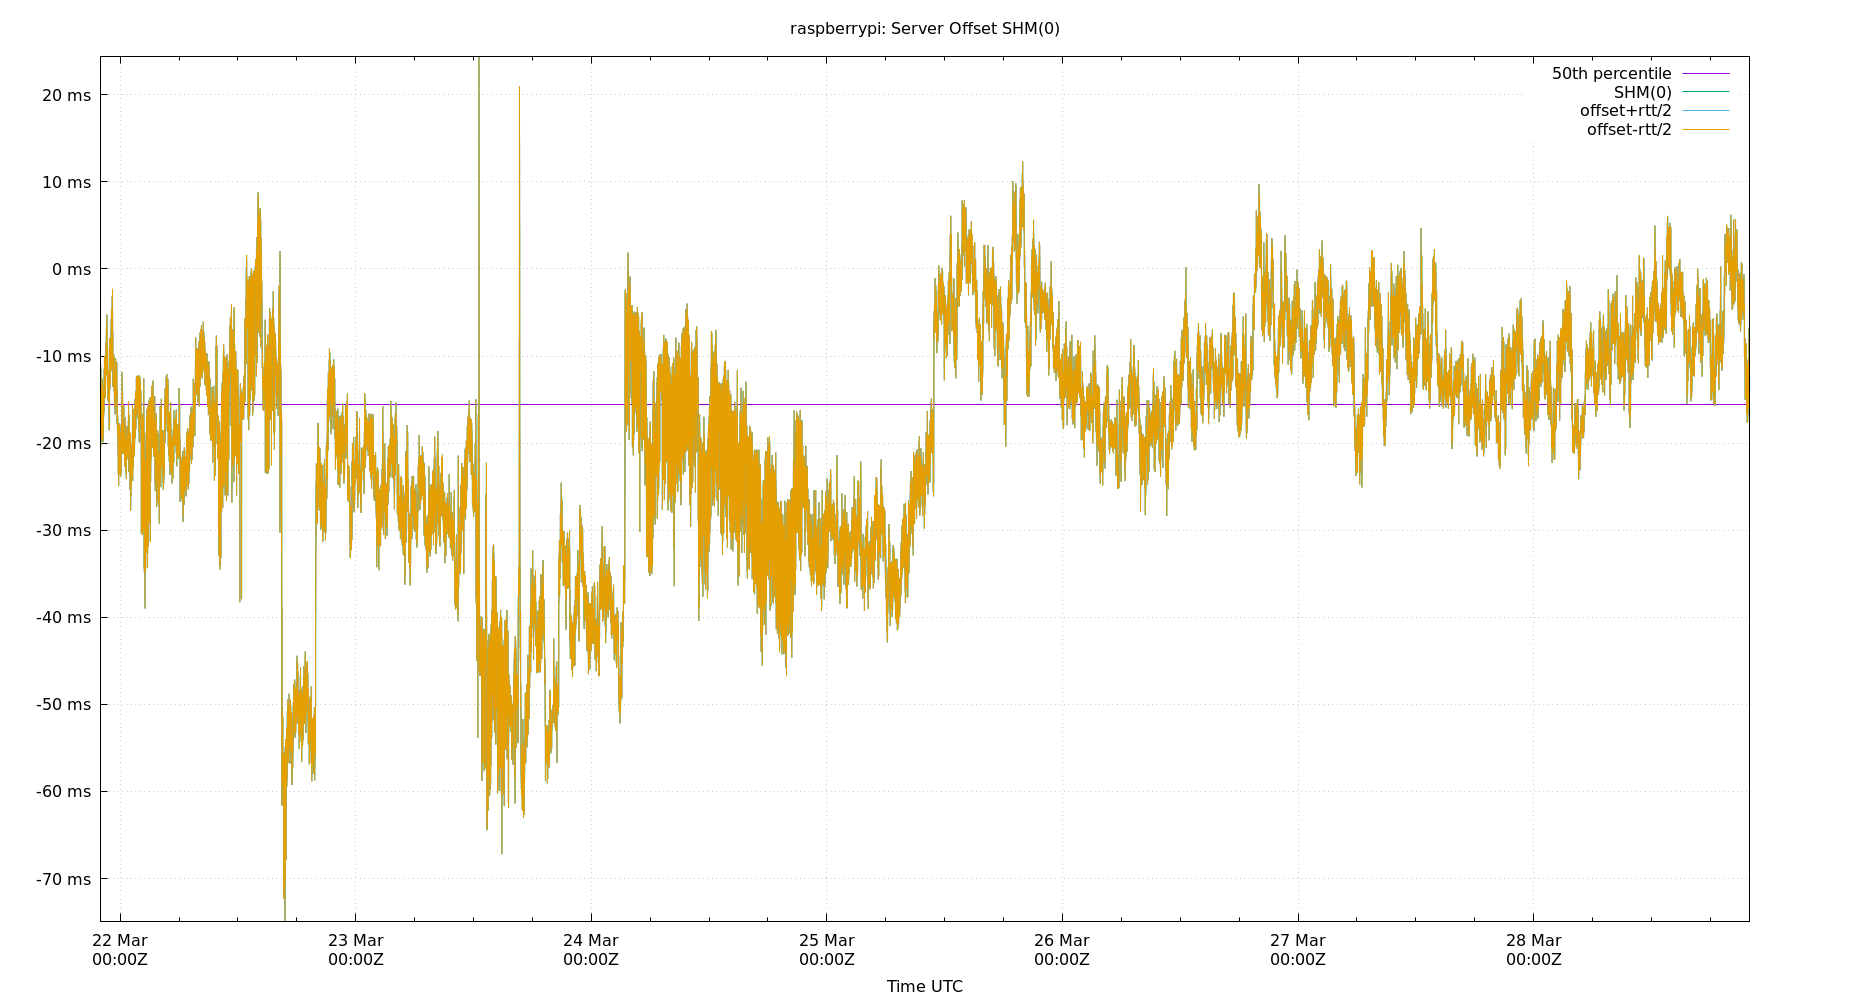 raspberrypi: Server Offset SHM(0)
50th percentile
SHM(0)
offset+rtt/2
offset-rtt/2
20 ms
10 ms
0 ms
-10 ms
-20 ms
-30 ms
-40 ms
-50 ms
-60 ms
-70 ms
22 Mar 23 Mar 24 Mar 25 Mar 26 Mar 27 Mar 28 Mar
00:00Z 00:00Z 00:00Z 00:00Z 00:00Z 00:00Z 00:00Z
Time UTC